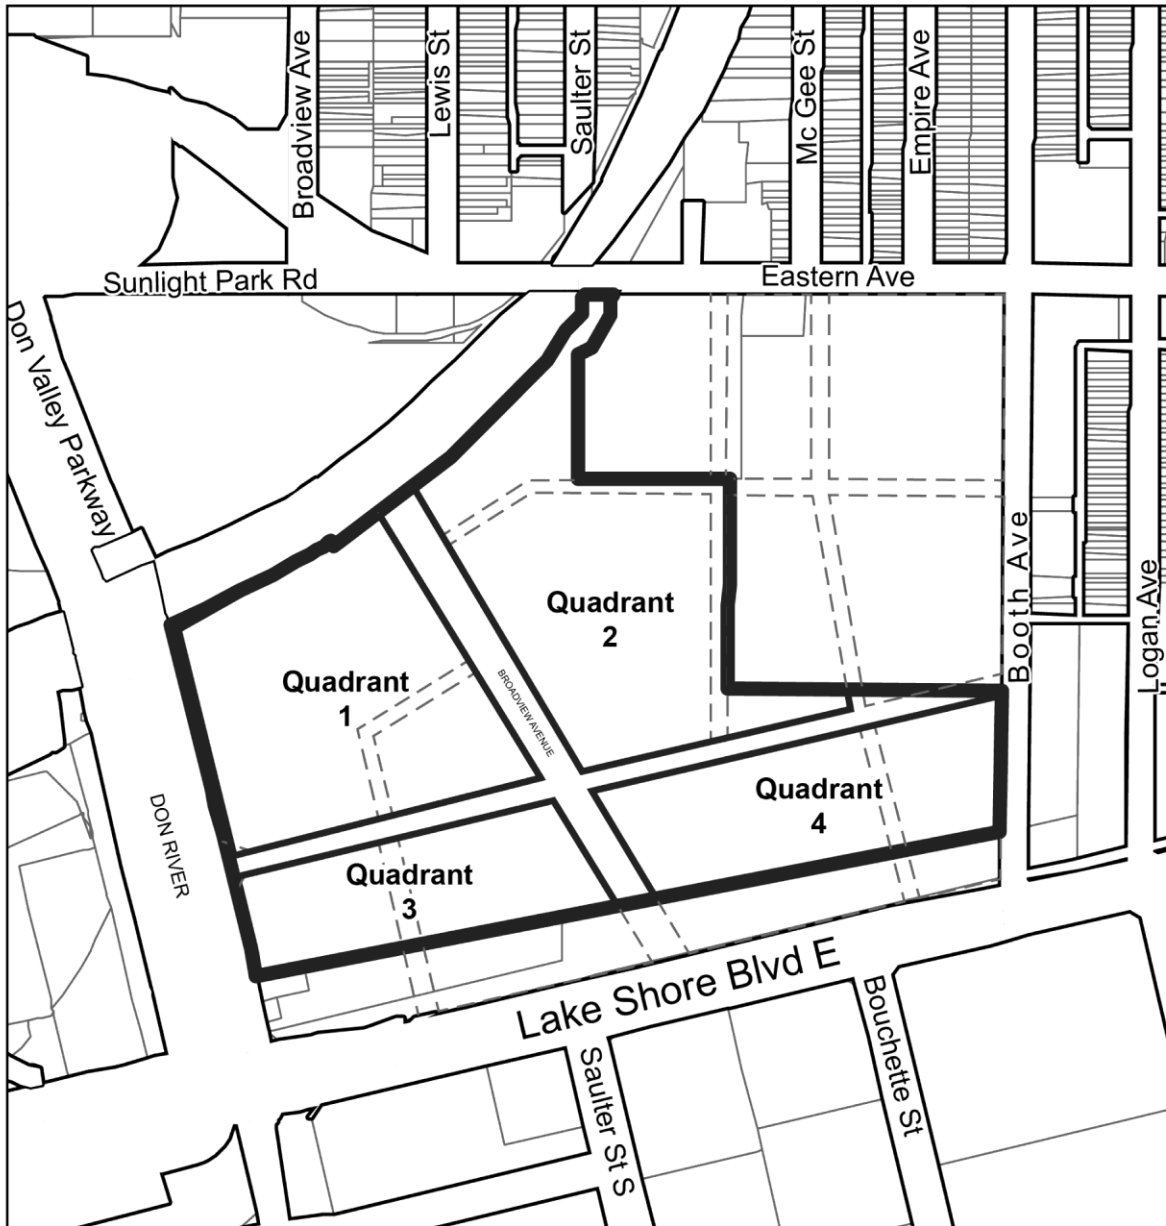 Broadview Ave
Lewis St
Saulter St
Mc Gee St
Empire Ave
Sunlight Park Rd
Eastern Ave
Don Valley Parkway
Booth Ave
Logan Ave
Quadrant
2
Quadrant
1
BROADVIEW AVENUE
Quadrant
4
DON RIVER
Quadrant
3
Lake Shore Blvd E
Bouchette St
Saulter St S